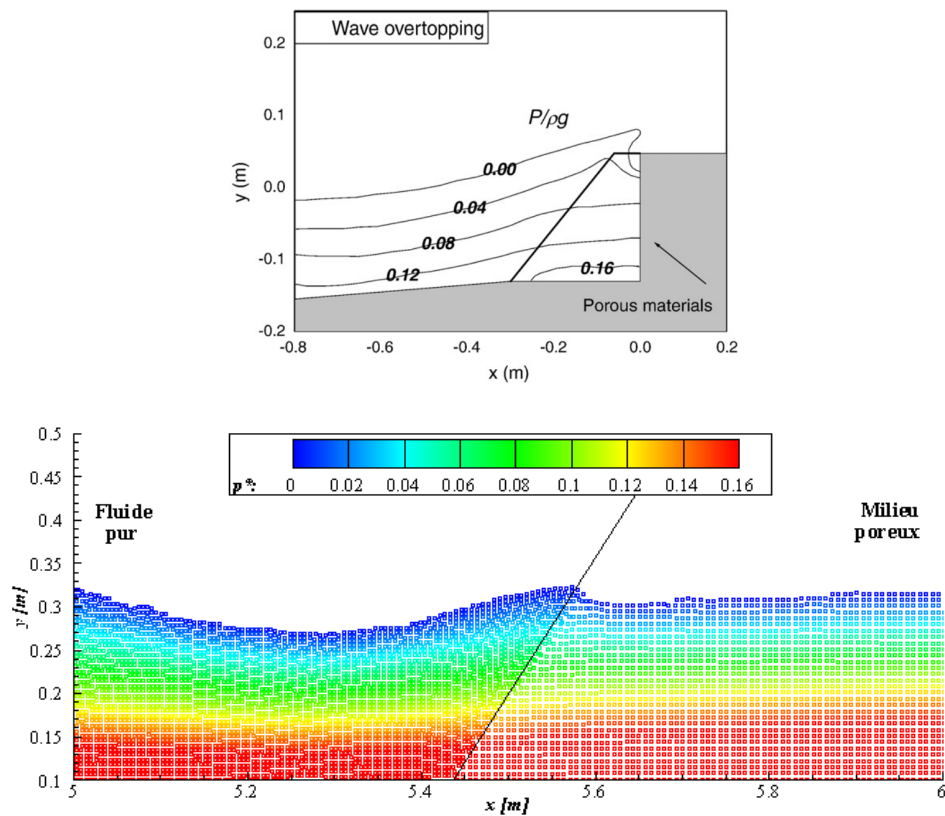 Wave overtopping
P/ρg
0.2
0.1
0.0
-0.1
-0.2
y (m)
0.00
0.04
0.08
0.12
0.16
Porous materials
-0.8 -0.6 -0.4 -0.2 0.0 0.2
x (m)
p*: 0 0.02 0.04 0.06 0.08 0.1 0.12 0.14 0.16
Fluide
pur
Milieu
poreux
0.5
0.45
0.4
0.35
0.3
0.25
0.2
0.15
0.1
y [m]
5 5.2 5.4 5.6 5.8 6
x [m]